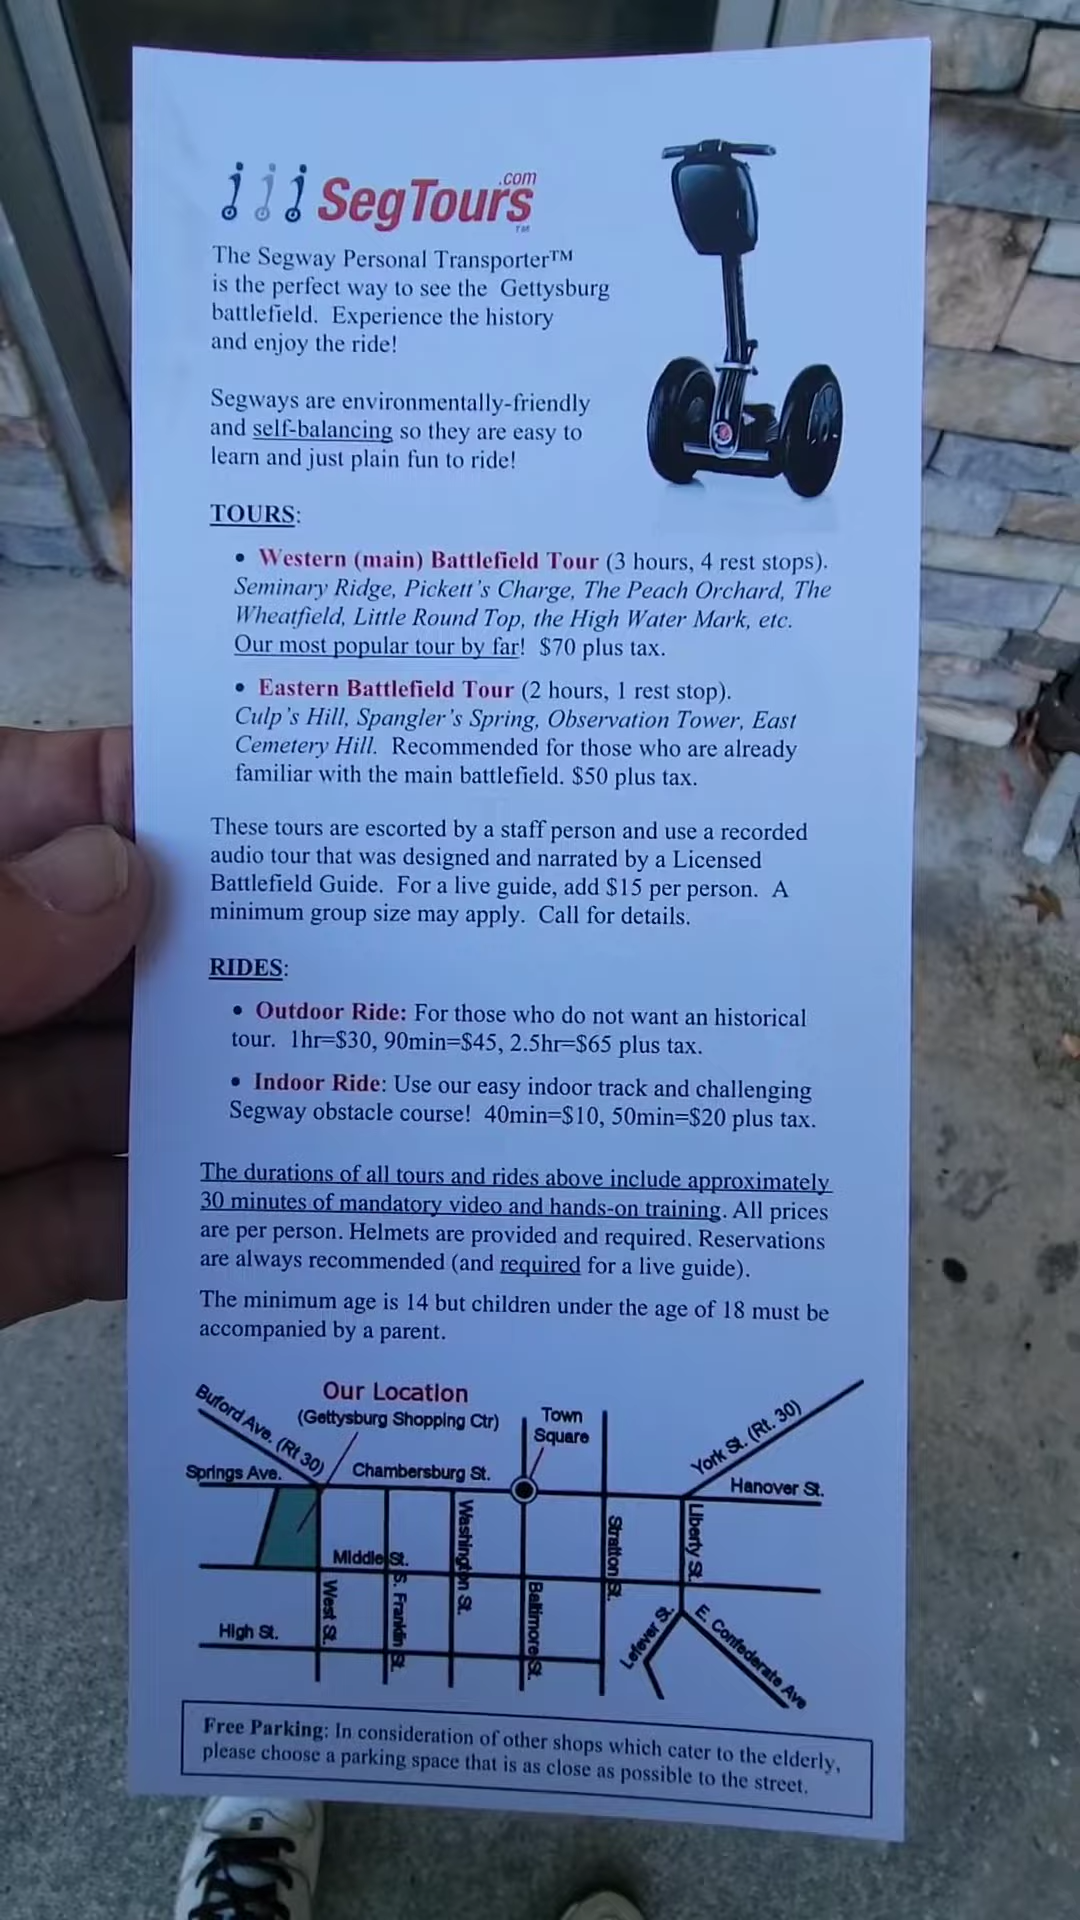 SegTours.com
TM
The Segway Personal Transporter™
is the perfect way to see the Gettysburg
battlefield. Experience the history
and enjoy the ride!
Segways are environmentally-friendly
and self-balancing so they are easy to
learn and just plain fun to ride!
TOURS:
• Western (main) Battlefield Tour (3 hours, 4 rest stops).
Seminary Ridge, Pickett's Charge, The Peach Orchard, The
Wheatfield, Little Round Top, the High Water Mark, etc.
Our most popular tour by far! $70 plus tax.
• Eastern Battlefield Tour (2 hours, 1 rest stop).
Culp's Hill, Spangler's Spring, Observation Tower, East
Cemetery Hill. Recommended for those who are already
familiar with the main battlefield. $50 plus tax.
These tours are escorted by a staff person and use a recorded
audio tour that was designed and narrated by a Licensed
Battlefield Guide. For a live guide, add $15 per person. A
minimum group size may apply. Call for details.
RIDES:
• Outdoor Ride: For those who do not want an historical
tour. 1hr=$30, 90min=$45, 2.5hr=$65 plus tax.
• Indoor Ride: Use our easy indoor track and challenging
Segway obstacle course! 40min=$10, 50min=$20 plus tax.
The durations of all tours and rides above include approximately
30 minutes of mandatory video and hands-on training. All prices
are per person. Helmets are provided and required. Reservations
are always recommended (and required for a live guide).
The minimum age is 14 but children under the age of 18 must be
accompanied by a parent.
Our Location
(Gettysburg Shopping Ctr)
Town
Square
Buford Ave. (Rt 30)
York St. (Rt. 30)
Springs Ave.
Chambersburg St.
Hanover St.
Washington St.
Stratton St.
Liberty St.
Middle St.
West St.
S. Franklin St.
Baltimore St.
High St.
Lefever St.
E. Confederate Ave
Free Parking: In consideration of other shops which cater to the elderly,
please choose a parking space that is as close as possible to the street.